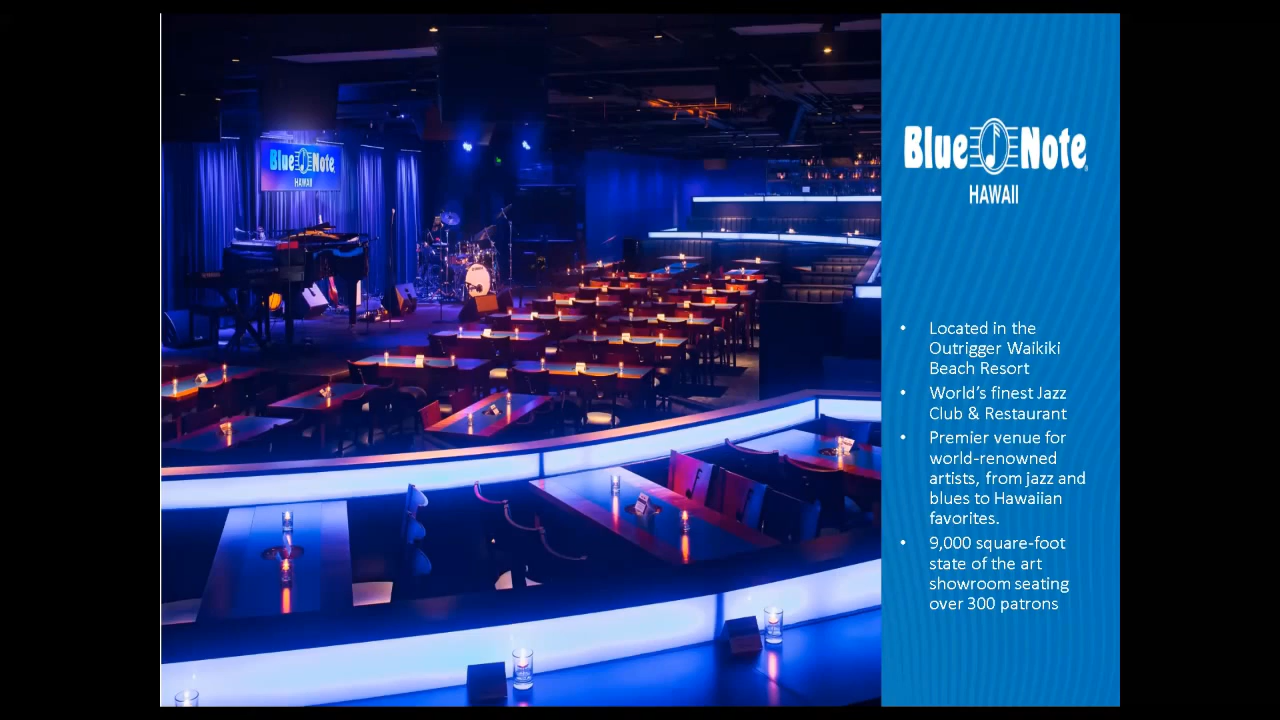 Blue Note
HAWAII
Blue Note
HAWAII
• Located in the
Outrigger Waikiki
Beach Resort
• World's finest Jazz
Club & Restaurant
• Premier venue for
world-renowned
artists, from jazz and
blues to Hawaiian
favorites.
• 9,000 square-foot
state of the art
showroom seating
over 300 patrons